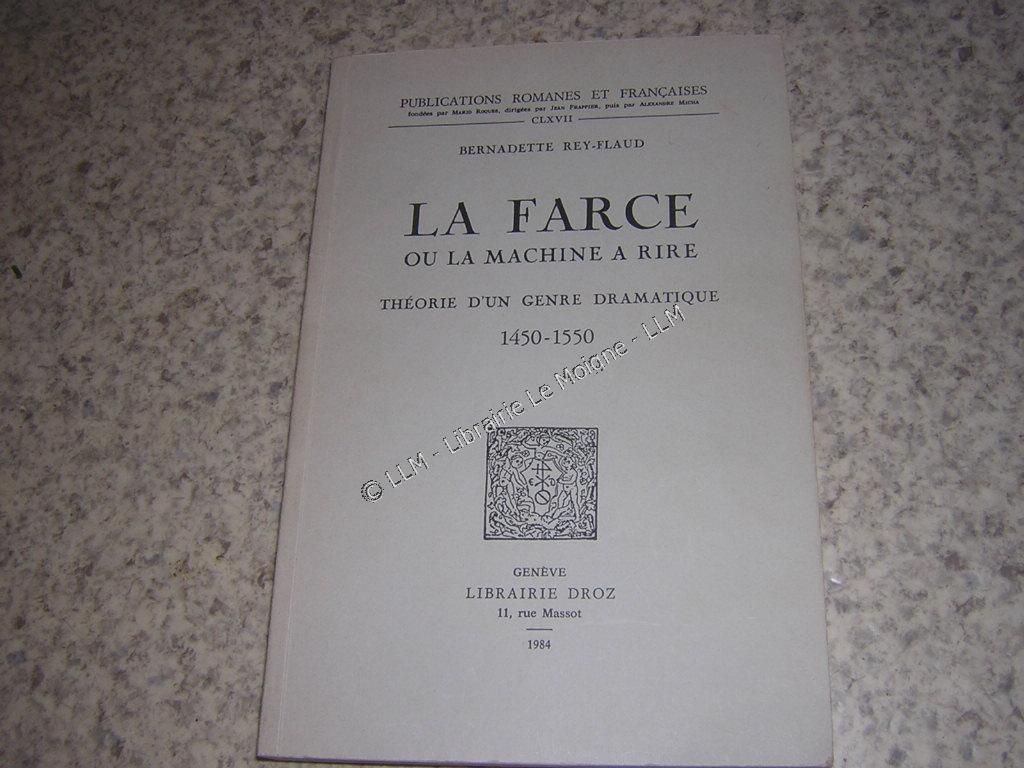 PUBLICATIONS ROMANES ET FRANÇAISES
fondées par Mario Roques, dirigées par Jean Frappier, puis par Alexandre Micha
CLXVII
BERNADETTE REY-FLAUD
LA FARCE
OU LA MACHINE A RIRE
THÉORIE D'UN GENRE DRAMATIQUE
1450-1550
© LLM - Librairie Le Moigne - LLM
GENÈVE
LIBRAIRIE DROZ
11, rue Massot
1984